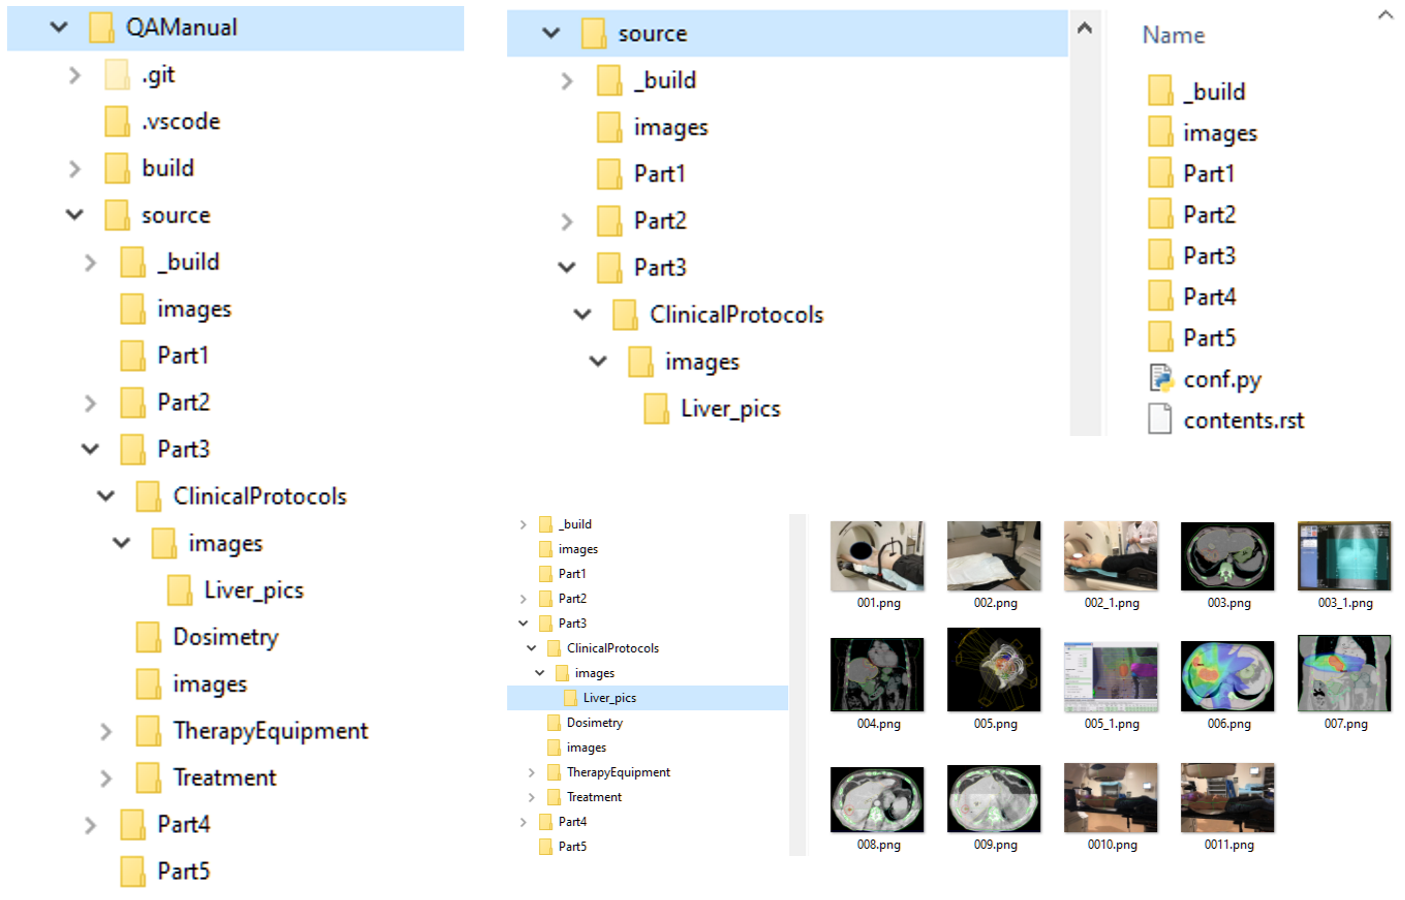 QAManual
.git
.vscode
build
source
_build
images
Part1
Part2
Part3
ClinicalProtocols
images
Liver_pics
Dosimetry
images
TherapyEquipment
Treatment
Part4
Part5
source
_build
images
Part1
Part2
Part3
ClinicalProtocols
images
Liver_pics
Name
_build
images
Part1
Part2
Part3
Part4
Part5
conf.py
contents.rst
_build
images
Part1
Part2
Part3
ClinicalProtocols
images
Liver_pics
Dosimetry
images
TherapyEquipment
Treatment
Part4
Part5
001.png 002.png 002_1.png 003.png 003_1.png
004.png 005.png 005_1.png 006.png 007.png
008.png 009.png 0010.png 0011.png